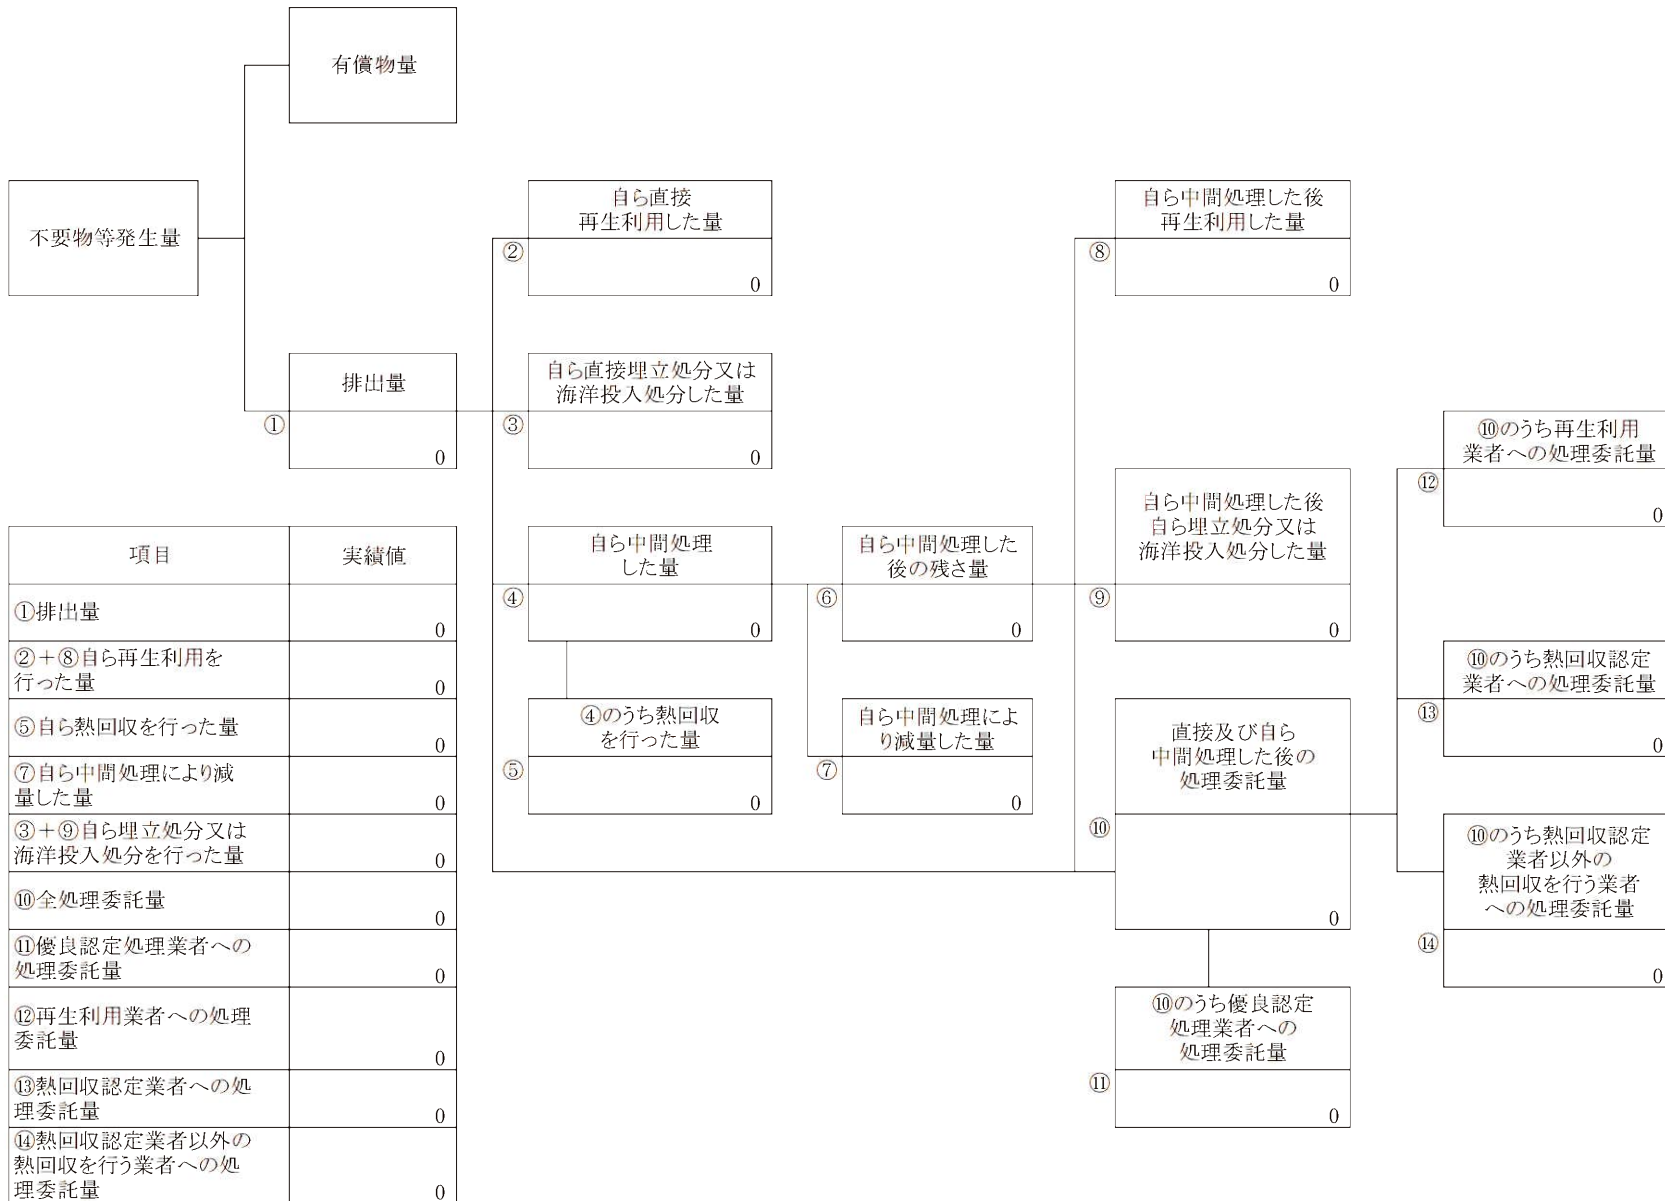 有償物量
不要物等発生量
排出量
①
0
自ら直接
再生利用した量
②
0
自ら直接埋立処分又は
海洋投入処分した量
③
0
自ら中間処理
した量
④
0
④のうち熱回収
を行った量
⑤
0
自ら中間処理した
後の残さ量
⑥
0
自ら中間処理によ
り減量した量
⑦
0
自ら中間処理した後
再生利用した量
⑧
0
自ら中間処理した後
自ら埋立処分又は
海洋投入処分した量
⑨
0
直接及び自ら
中間処理した後の
処理委託量
⑩
0
⑩のうち優良認定
処理業者への
処理委託量
⑪
0
⑩のうち再生利用
業者への処理委託量
⑫
0
⑩のうち熱回収認定
業者への処理委託量
⑬
0
⑩のうち熱回収認定
業者以外の
熱回収を行う業者
への処理委託量
⑭
0
項目 実績値
①排出量
0
②+⑧自ら再生利用を
行った量
0
⑤自ら熱回収を行った量
0
⑦自ら中間処理により減
量した量
0
③+⑨自ら埋立処分又は
海洋投入処分を行った量
0
⑩全処理委託量
0
⑪優良認定処理業者への
処理委託量
0
⑫再生利用業者への処理
委託量
0
⑬熱回収認定業者への処
理委託量
0
⑭熱回収認定業者以外の
熱回収を行う業者への処
理委託量
0